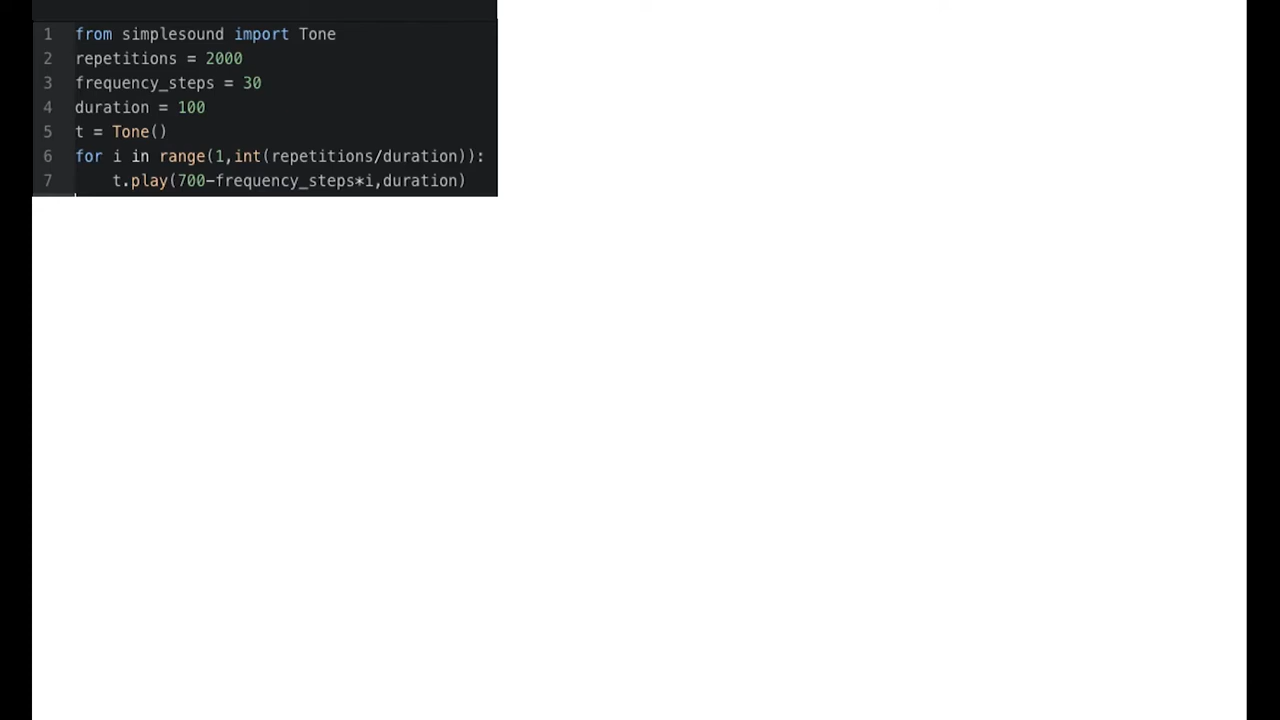 1 from simplesound import Tone
2 repetitions = 2000
3 frequency_steps = 30
4 duration = 100
5 t = Tone()
6 for i in range(1,int(repetitions/duration)):
7     t.play(700-frequency_steps*i,duration)